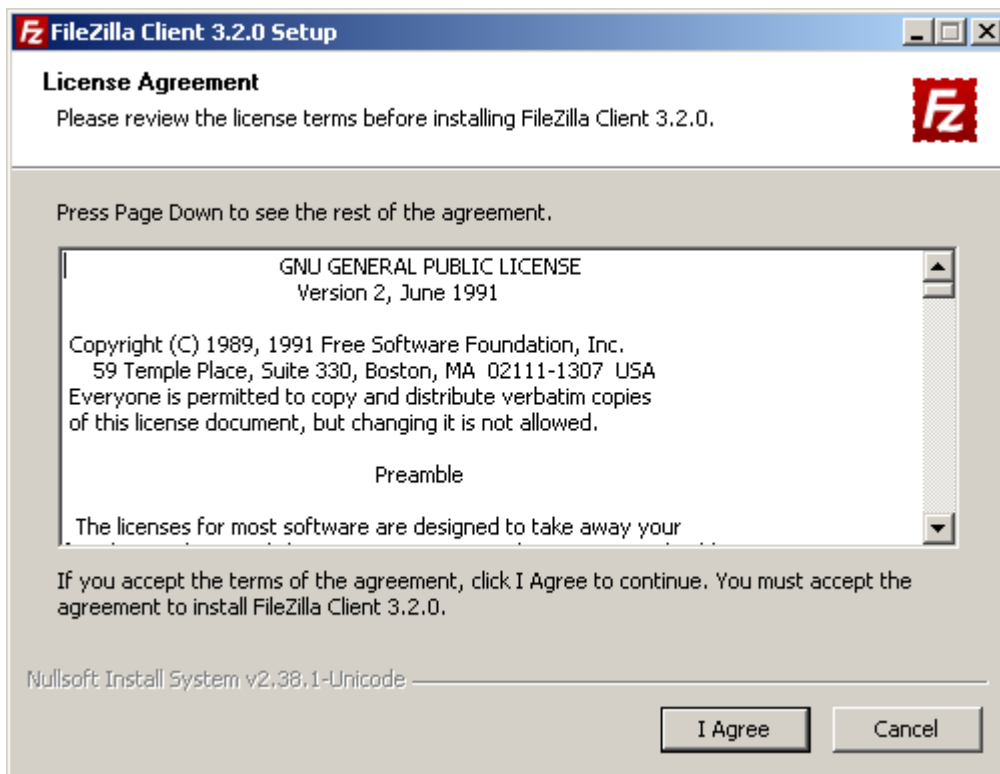 FileZilla Client 3.2.0 Setup
License Agreement
Please review the license terms before installing FileZilla Client 3.2.0.
Fz
Press Page Down to see the rest of the agreement.
GNU GENERAL PUBLIC LICENSE
Version 2, June 1991
Copyright (C) 1989, 1991 Free Software Foundation, Inc.
59 Temple Place, Suite 330, Boston, MA 02111-1307 USA
Everyone is permitted to copy and distribute verbatim copies
of this license document, but changing it is not allowed.
Preamble
The licenses for most software are designed to take away your
If you accept the terms of the agreement, click I Agree to continue. You must accept the
agreement to install FileZilla Client 3.2.0.
Nullsoft Install System v2.38.1-Unicode
I Agree
Cancel